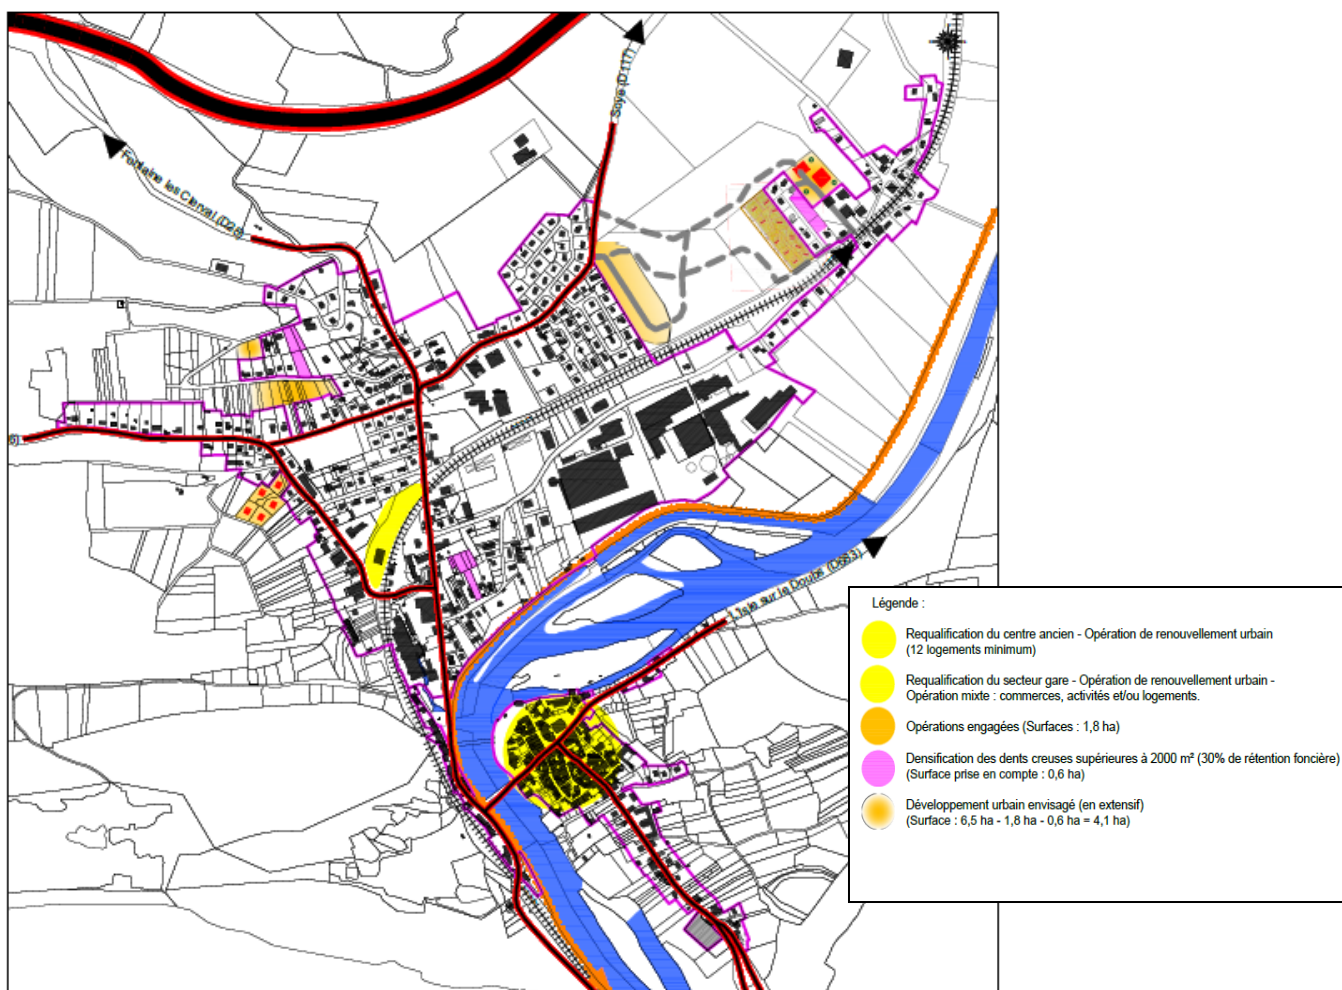 Soye (D117)
Fontaine les Clerval (D26)
6)
L'Isle sur le Doubs (D683)
Légende :
Requalification du centre ancien - Opération de renouvellement urbain
(12 logements minimum)
Requalification du secteur gare - Opération de renouvellement urbain -
Opération mixte : commerces, activités et/ou logements.
Opérations engagées (Surfaces : 1,8 ha)
Densification des dents creuses supérieures à 2000 m² (30% de rétention foncière)
(Surface prise en compte : 0,6 ha)
Développement urbain envisagé (en extensif)
(Surface : 6,5 ha - 1,8 ha - 0,6 ha = 4,1 ha)